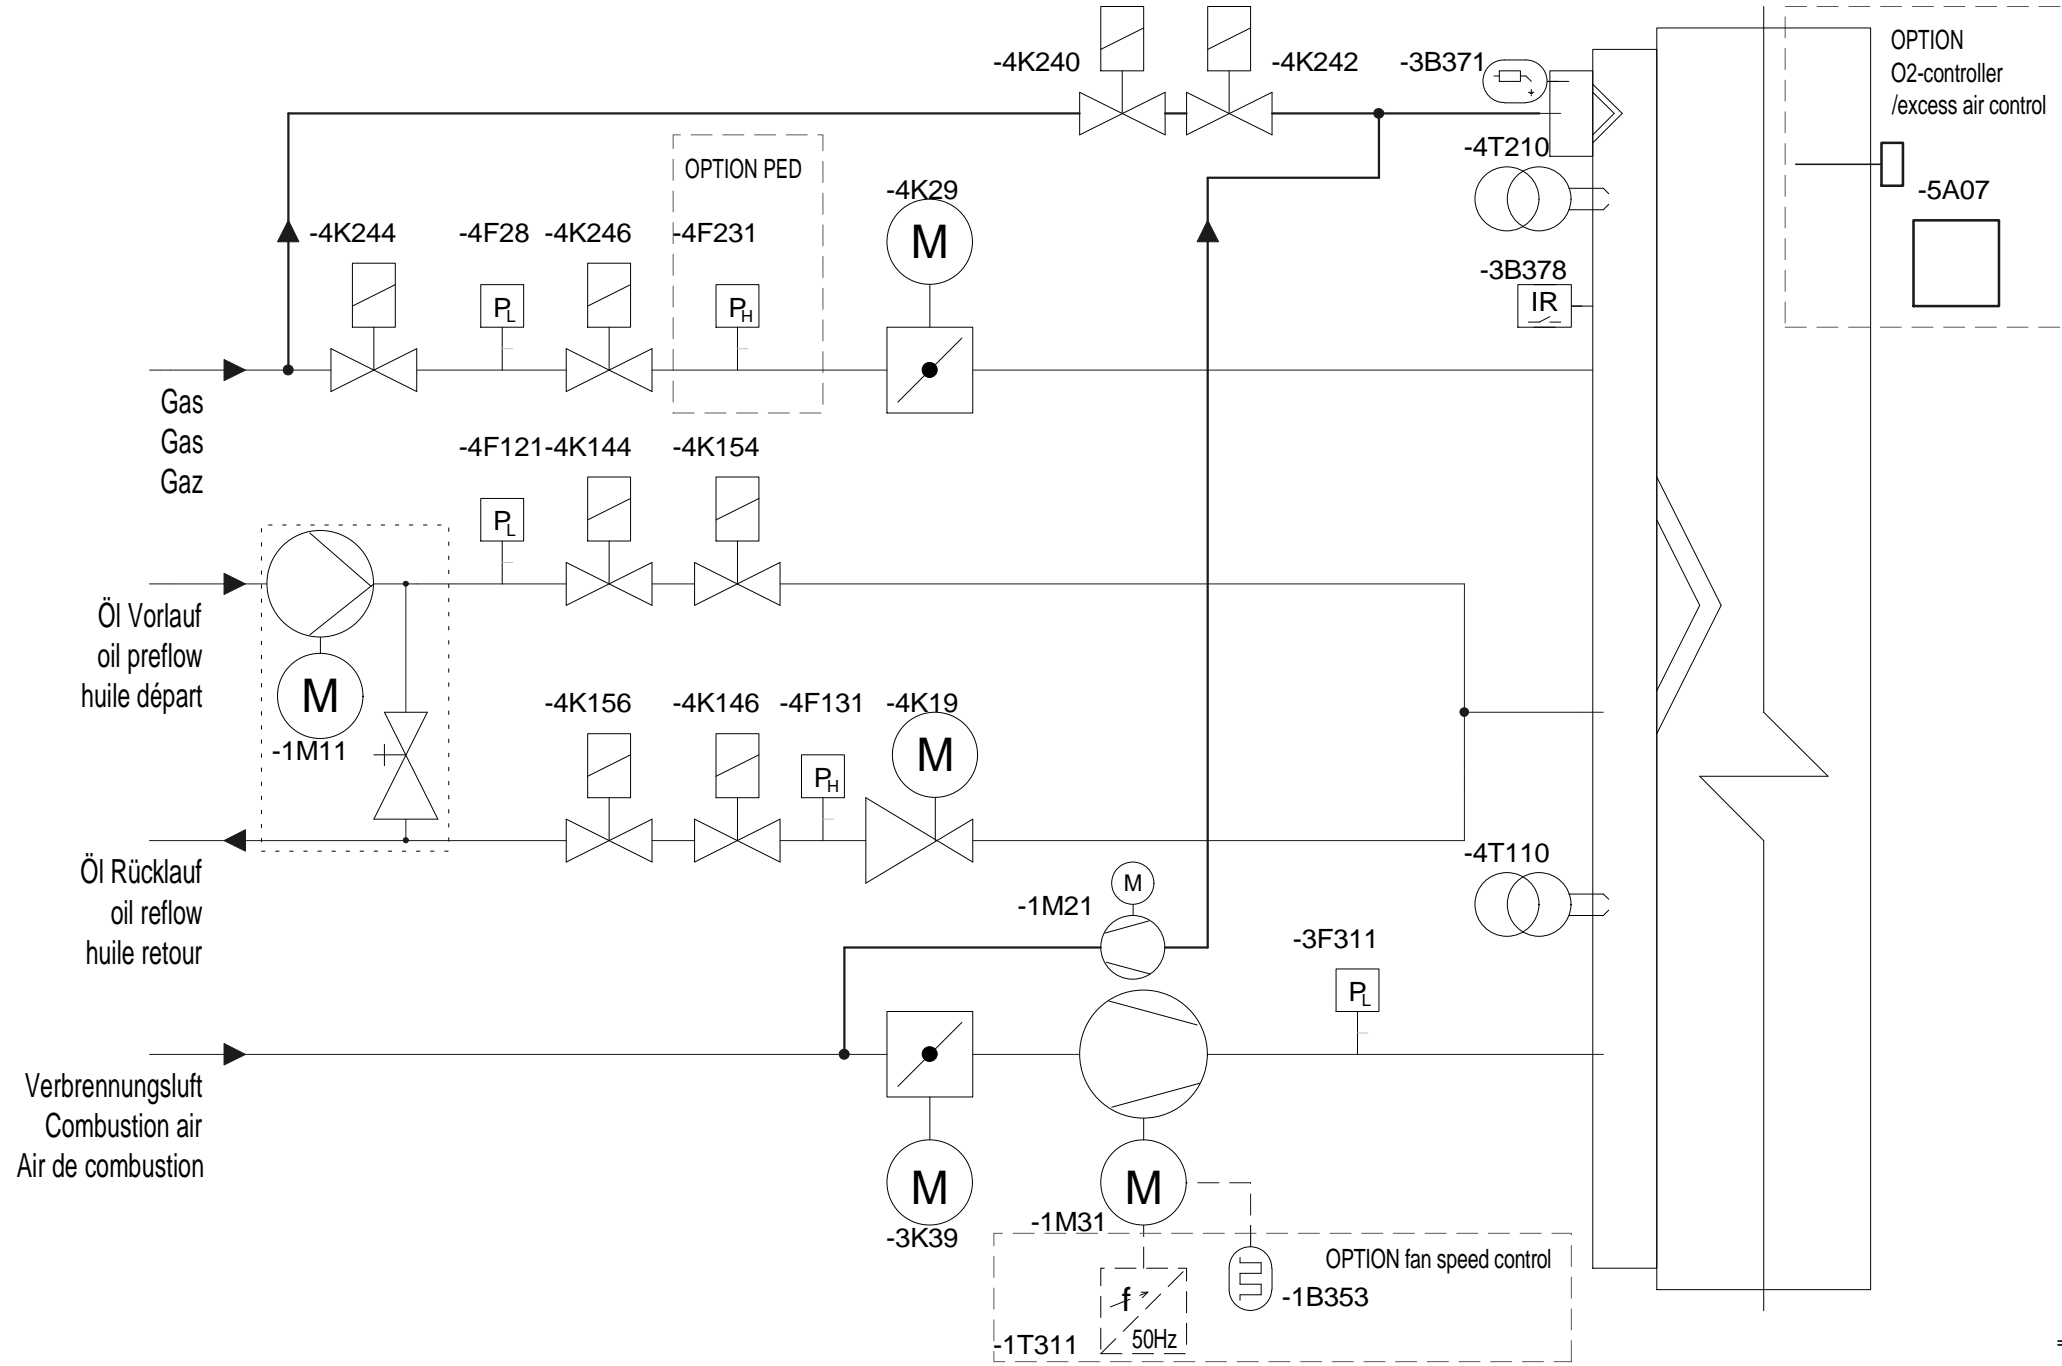 OPTION
O2-controller
/excess air control
-4K240
-4K242
-3B371
-4T210
OPTION PED
-4K29
M
-5A07
-4K244
-4F28
-4K246
-4F231
PL
PH
-3B378
IR
Gas
Gas
Gaz
-4F121
-4K144
-4K154
PL
Öl Vorlauf
oil preflow
huile départ
M
-1M11
-4K156
-4K146
-4F131
-4K19
M
PH
Öl Rücklauf
oil reflow
huile retour
-4T110
M
-1M21
-3F311
PL
Verbrennungsluft
Combustion air
Air de combustion
M
-3K39
M
-1M31
OPTION fan speed control
-1B353
f
50Hz
-1T311